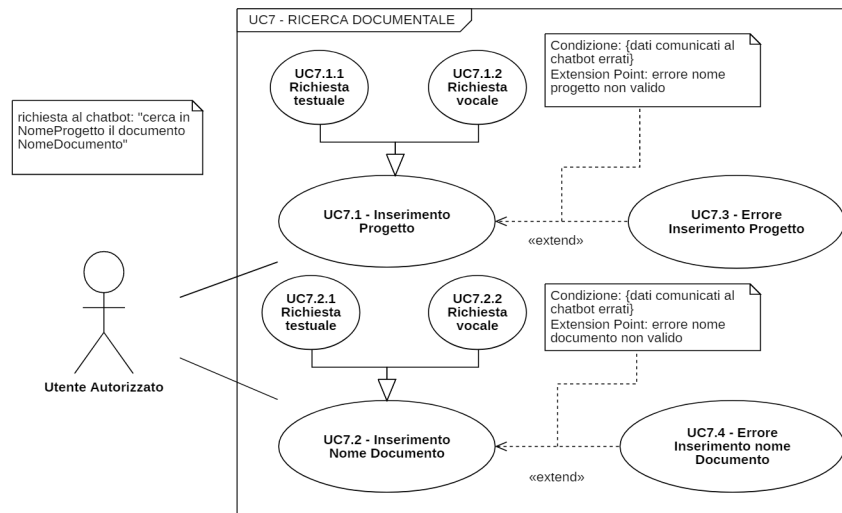 UC7 - RICERCA DOCUMENTALE
UC7.1.1
Richiesta
testuale
UC7.1.2
Richiesta
vocale
Condizione: {dati comunicati al
chatbot errati}
Extension Point: errore nome
progetto non valido
richiesta al chatbot: "cerca in
NomeProgetto il documento
NomeDocumento"
UC7.1 - Inserimento
Progetto
UC7.3 - Errore
Inserimento Progetto
«extend»
UC7.2.1
Richiesta
testuale
UC7.2.2
Richiesta
vocale
Condizione: {dati comunicati al
chatbot errati}
Extension Point: errore nome
documento non valido
Utente Autorizzato
UC7.2 - Inserimento
Nome Documento
UC7.4 - Errore
Inserimento nome
Documento
«extend»